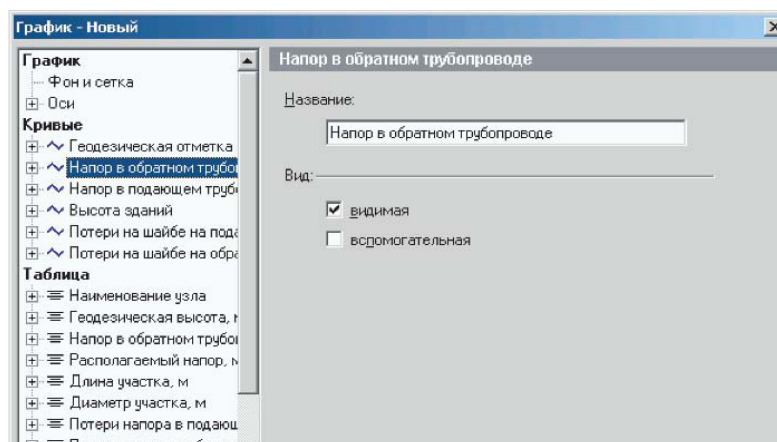 График - Новый
График
Фон и сетка
Оси
Кривые
Геодезическая отметка
Напор в обратном трубо
Напор в подающем труб
Высота зданий
Потери на шайбе на пода
Потери на шайбе на обра
Таблица
Наименование узла
Геодезическая высота,
Напор в обратном трубо
Располагаемый напор, м
Длина участка, м
Диаметр участка, м
Потери напора в подающ
Напор в обратном трубопроводе
Название:
Напор в обратном трубопроводе
Вид:
видимая
вспомогательная